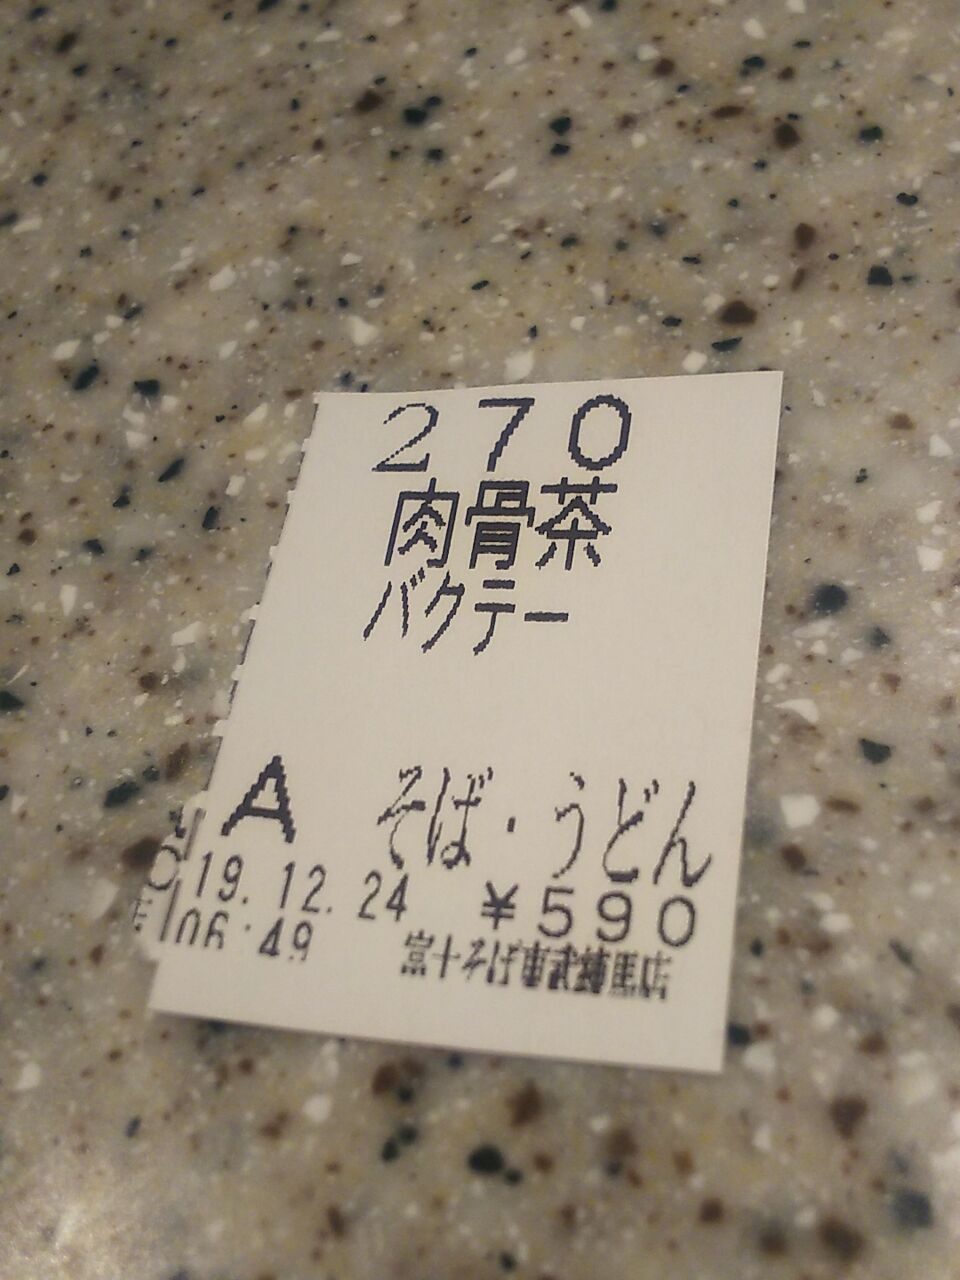 270
肉骨茶
バクテー
A そば・うどん
19.12.24 ¥590
06:49 富士そば東武練馬店